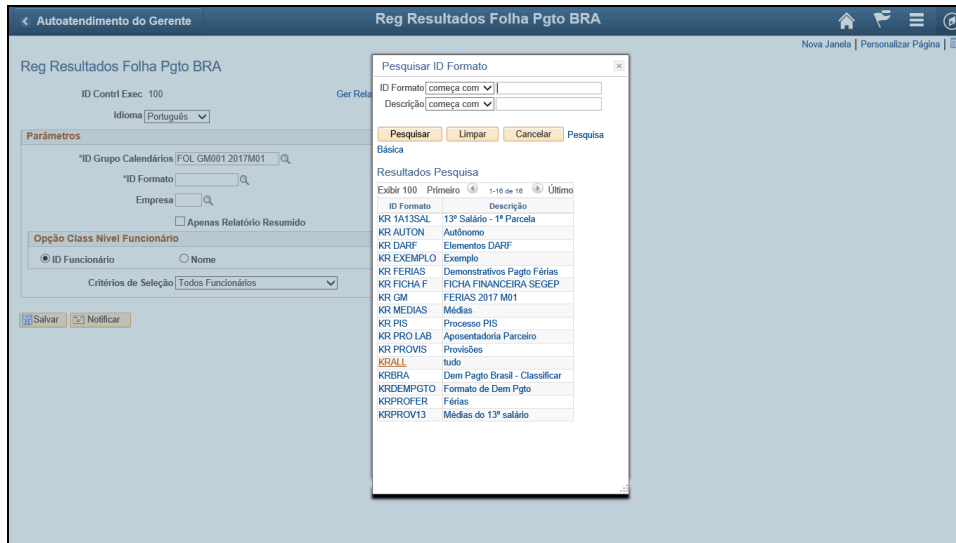 Autoatendimento do Gerente
Reg Resultados Folha Pgto BRA
Nova Janela | Personalizar Página |
Reg Resultados Folha Pgto BRA
ID Contrl Exec 100
Ger Rela
Idioma Português
Parâmetros
*ID Grupo Calendários FOL GM001 2017M01
*ID Formato
Empresa
Apenas Relatório Resumido
Opção Class Nível Funcionário
ID Funcionário Nome
Critérios de Seleção Todos Funcionários
Salvar Notificar
Pesquisar ID Formato
ID Formato começa com
Descrição começa com
Pesquisar Limpar Cancelar Pesquisa
Básica
Resultados Pesquisa
Exibir 100 Primeiro 1-16 de 16 Último
ID Formato Descrição
KR 1A13SAL 13º Salário - 1ª Parcela
KR AUTON Autônomo
KR DARF Elementos DARF
KR EXEMPLO Exemplo
KR FERIAS Demonstrativos Pagto Férias
KR FICHA F FICHA FINANCEIRA SEGEP
KR GM FERIAS 2017 M01
KR MEDIAS Médias
KR PIS Processo PIS
KR PRO LAB Aposentadoria Parceiro
KR PROVIS Provisões
KRALL tudo
KRBRA Dem Pagto Brasil - Classificar
KRDEMPGTO Formato de Dem Pgto
KRPROFER Férias
KRPROV13 Médias do 13º salário